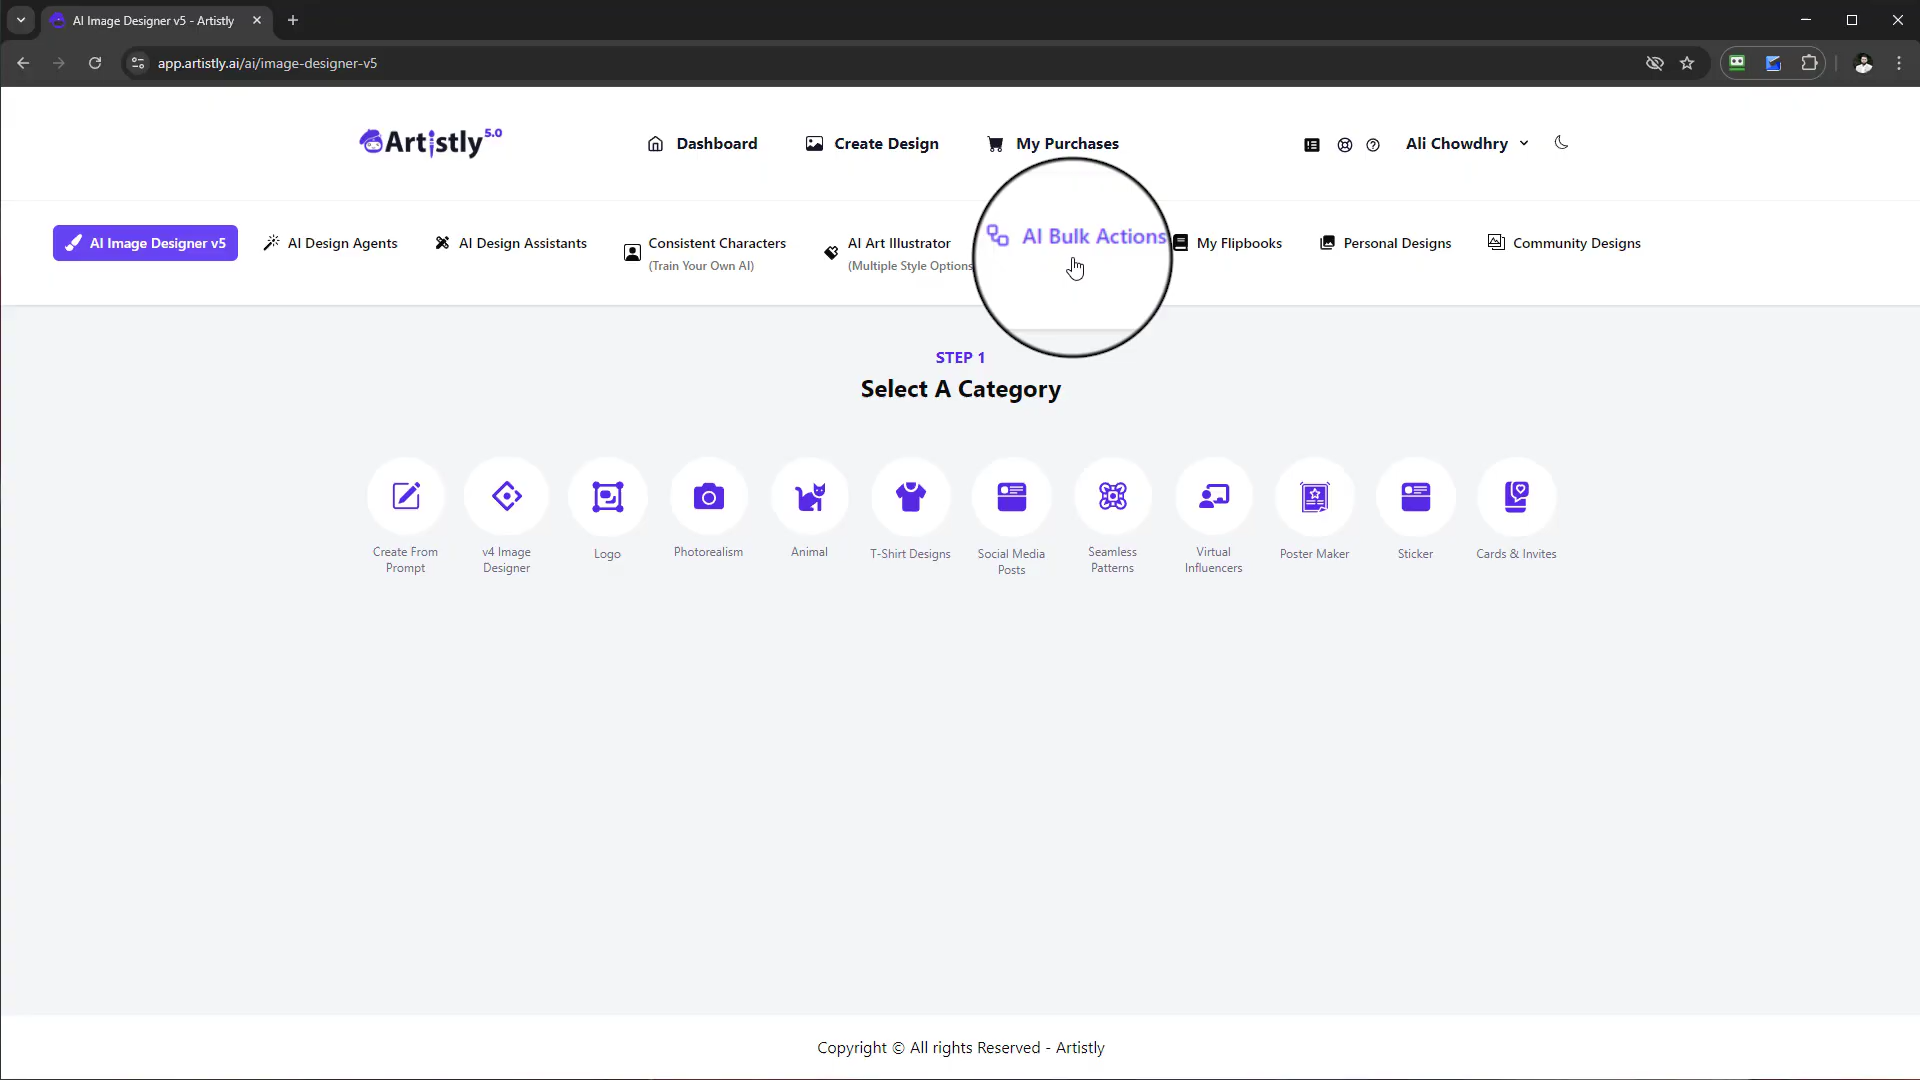 AI Image Designer v5 - Artistly
app.artistly.ai/ai/image-designer-v5
Artistly 5.0
Dashboard
Create Design
My Purchases
Ali Chowdhry
AI Image Designer v5
AI Design Agents
AI Design Assistants
Consistent Characters
(Train Your Own AI)
AI Art Illustrator
(Multiple Style Options
AI Bulk Actions
My Flipbooks
Personal Designs
Community Designs
STEP 1
Select A Category
Create From
Prompt
v4 Image
Designer
Logo
Photorealism
Animal
T-Shirt Designs
Social Media
Posts
Seamless
Patterns
Virtual
Influencers
Poster Maker
Sticker
Cards & Invites
Copyright © All rights Reserved - Artistly